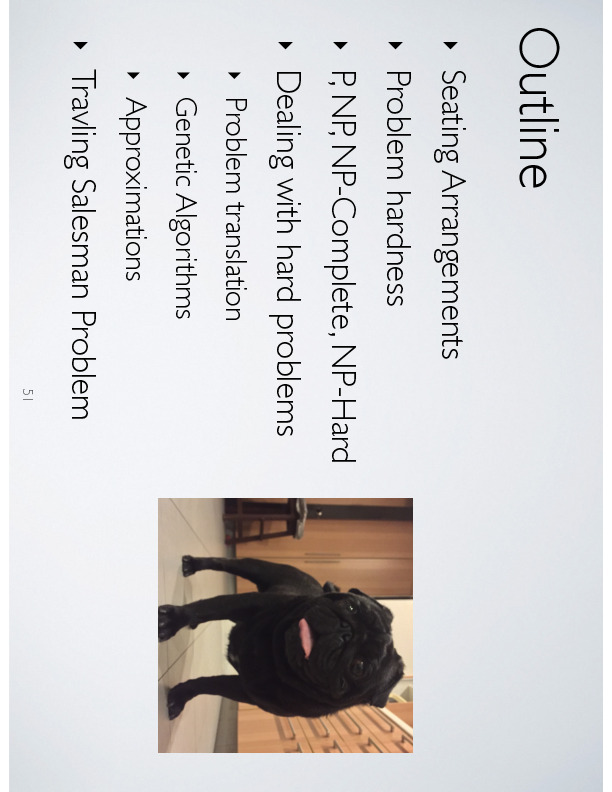 Outline
‣ Seating Arrangements
‣ Problem hardness
‣ P, NP, NP-Complete, NP-Hard
‣ Dealing with hard problems
‣ Problem translation
‣ Genetic Algorithms
‣ Approximations
‣ Travling Salesman Problem
51